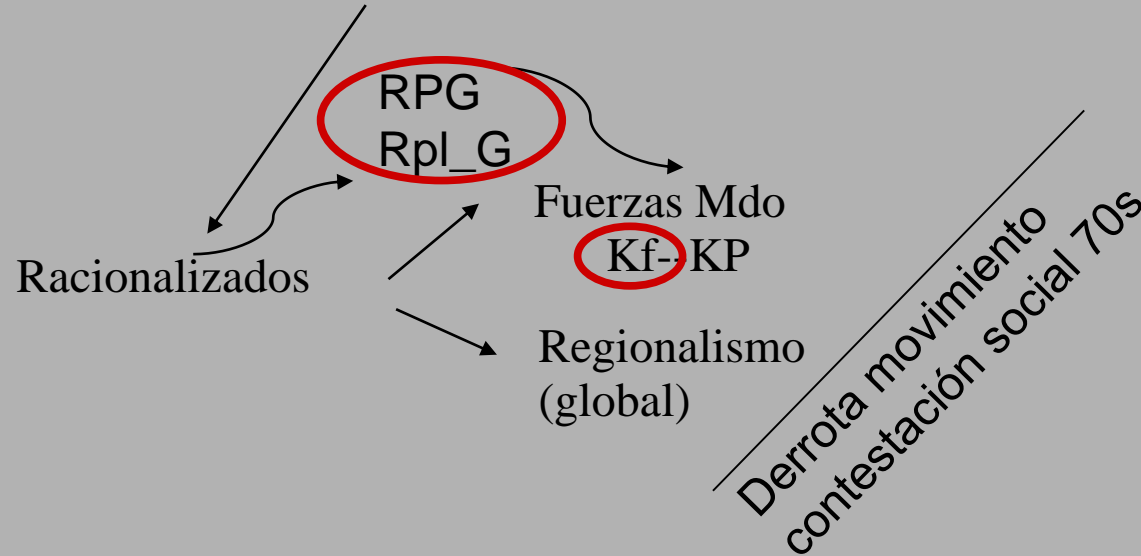 RPG
Rpl_G
Fuerzas Mdo
Kf--KP
Racionalizados
Regionalismo
(global)
Derrota movimiento
contestación social 70s